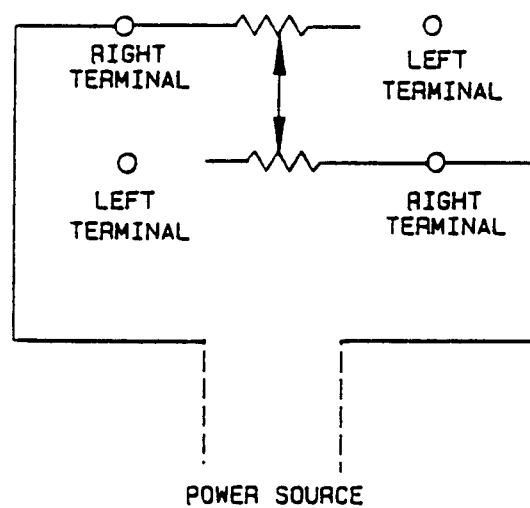 RIGHT
TERMINAL
LEFT
TERMINAL
LEFT
TERMINAL
RIGHT
TERMINAL
POWER SOURCE